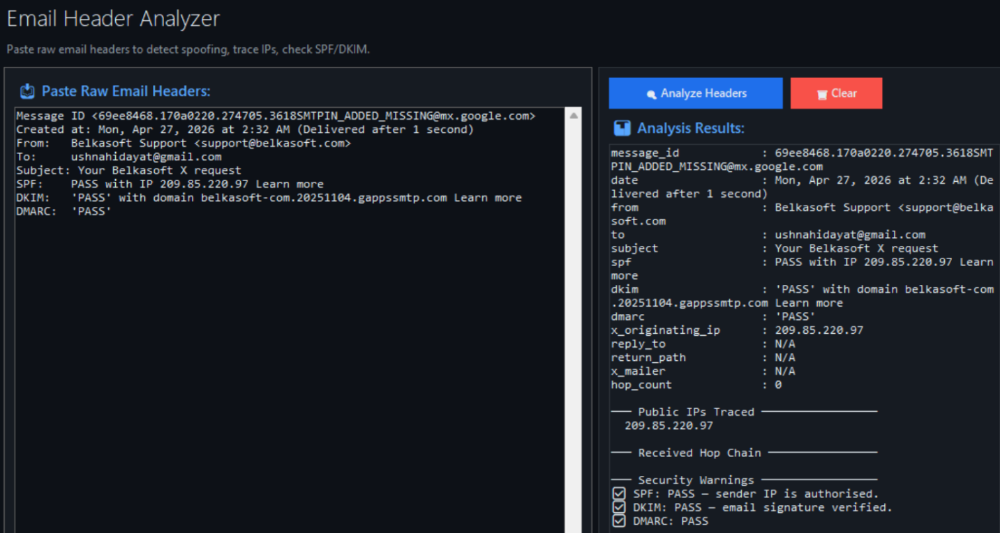 Email Header Analyzer
Paste raw email headers to detect spoofing, trace IPs, check SPF/DKIM.
Paste Raw Email Headers:
Message ID <69ee8468.170a0220.274705.3618SMTPIN_ADDED_MISSING@mx.google.com>
Created at: Mon, Apr 27, 2026 at 2:32 AM (Delivered after 1 second)
From: Belkasoft Support <support@belkasoft.com>
To: ushnahidayat@gmail.com
Subject: Your Belkasoft X request
SPF: PASS with IP 209.85.220.97 Learn more
DKIM: 'PASS' with domain belkasoft-com.20251104.gappssmtp.com Learn more
DMARC: 'PASS'
Analyze Headers
Clear
Analysis Results:
message_id : 69ee8468.170a0220.274705.3618SMT
PIN_ADDED_MISSING@mx.google.com
date : Mon, Apr 27, 2026 at 2:32 AM (De
livered after 1 second)
from : Belkasoft Support <support@belka
soft.com
to : ushnahidayat@gmail.com
subject : Your Belkasoft X request
spf : PASS with IP 209.85.220.97 Learn
more
dkim : 'PASS' with domain belkasoft-com
.20251104.gappssmtp.com Learn more
dmarc : 'PASS'
x_originating_ip : 209.85.220.97
reply_to : N/A
return_path : N/A
x_mailer : N/A
hop_count : 0
─── Public IPs Traced ─────────────────
209.85.220.97
─── Received Hop Chain ────────────────
─── Security Warnings ─────────────────
☑ SPF: PASS — sender IP is authorised.
☑ DKIM: PASS — email signature verified.
☑ DMARC: PASS